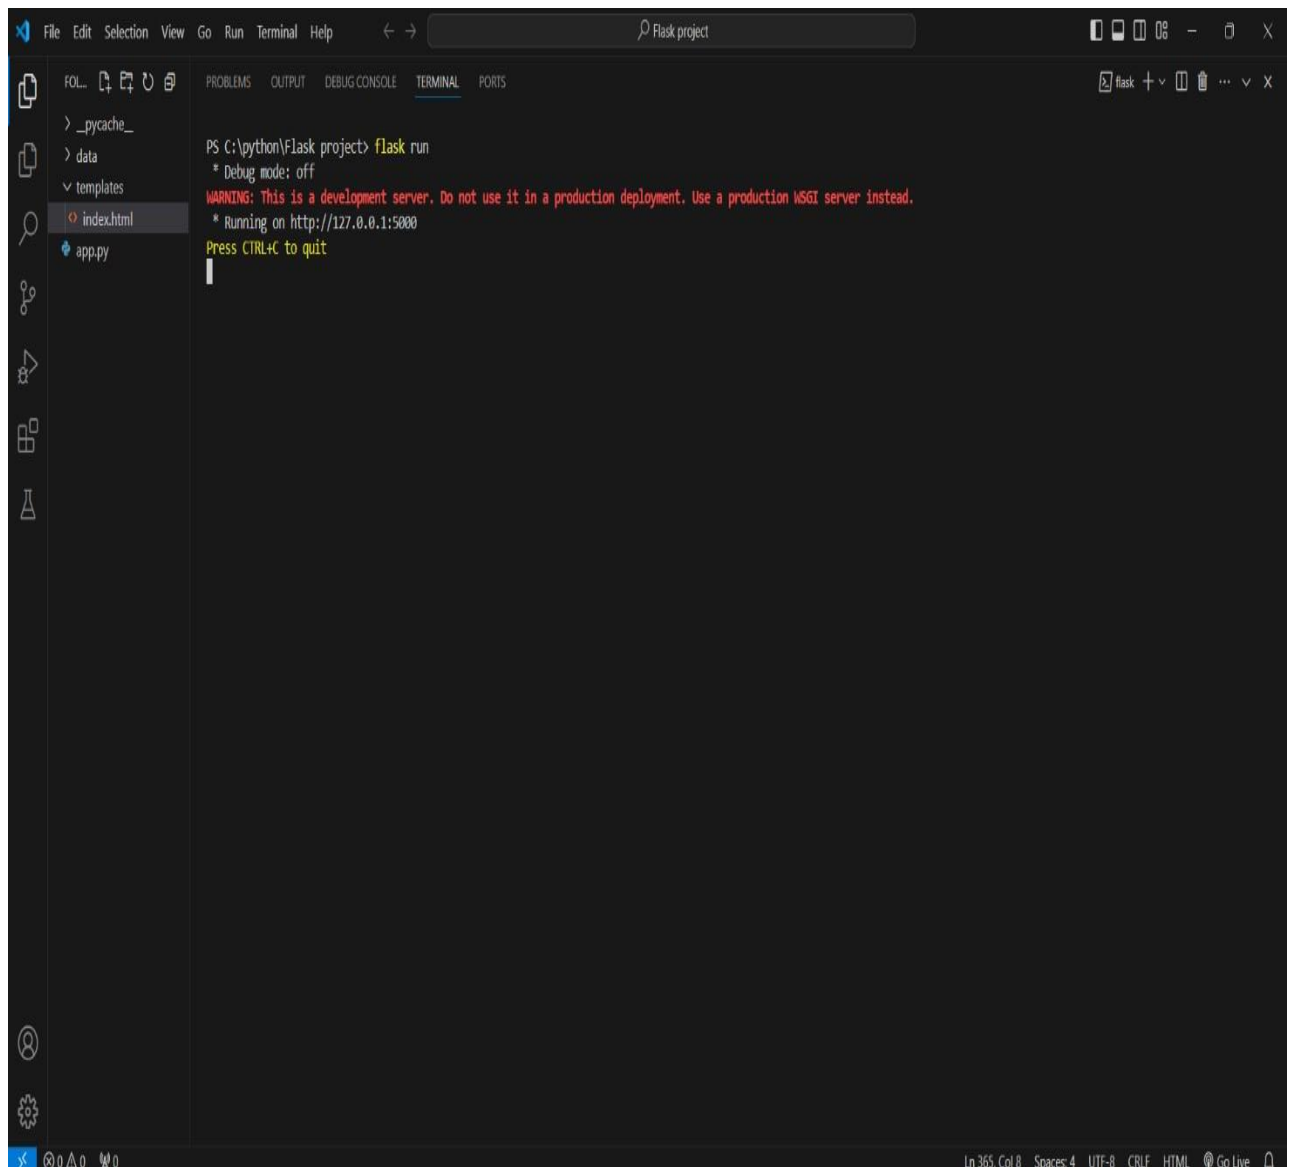 File Edit Selection View Go Run Terminal Help
Flask project
FOL...
PROBLEMS OUTPUT DEBUG CONSOLE TERMINAL PORTS
flask
_pycache_
data
templates
index.html
app.py
PS C:\python\Flask project> flask run
* Debug mode: off
WARNING: This is a development server. Do not use it in a production deployment. Use a production WSGI server instead.
* Running on http://127.0.0.1:5000
Press CTRL+C to quit
0 0 0
Ln 365, Col 8 Spaces: 4 UTF-8 CRLF HTML Go Live